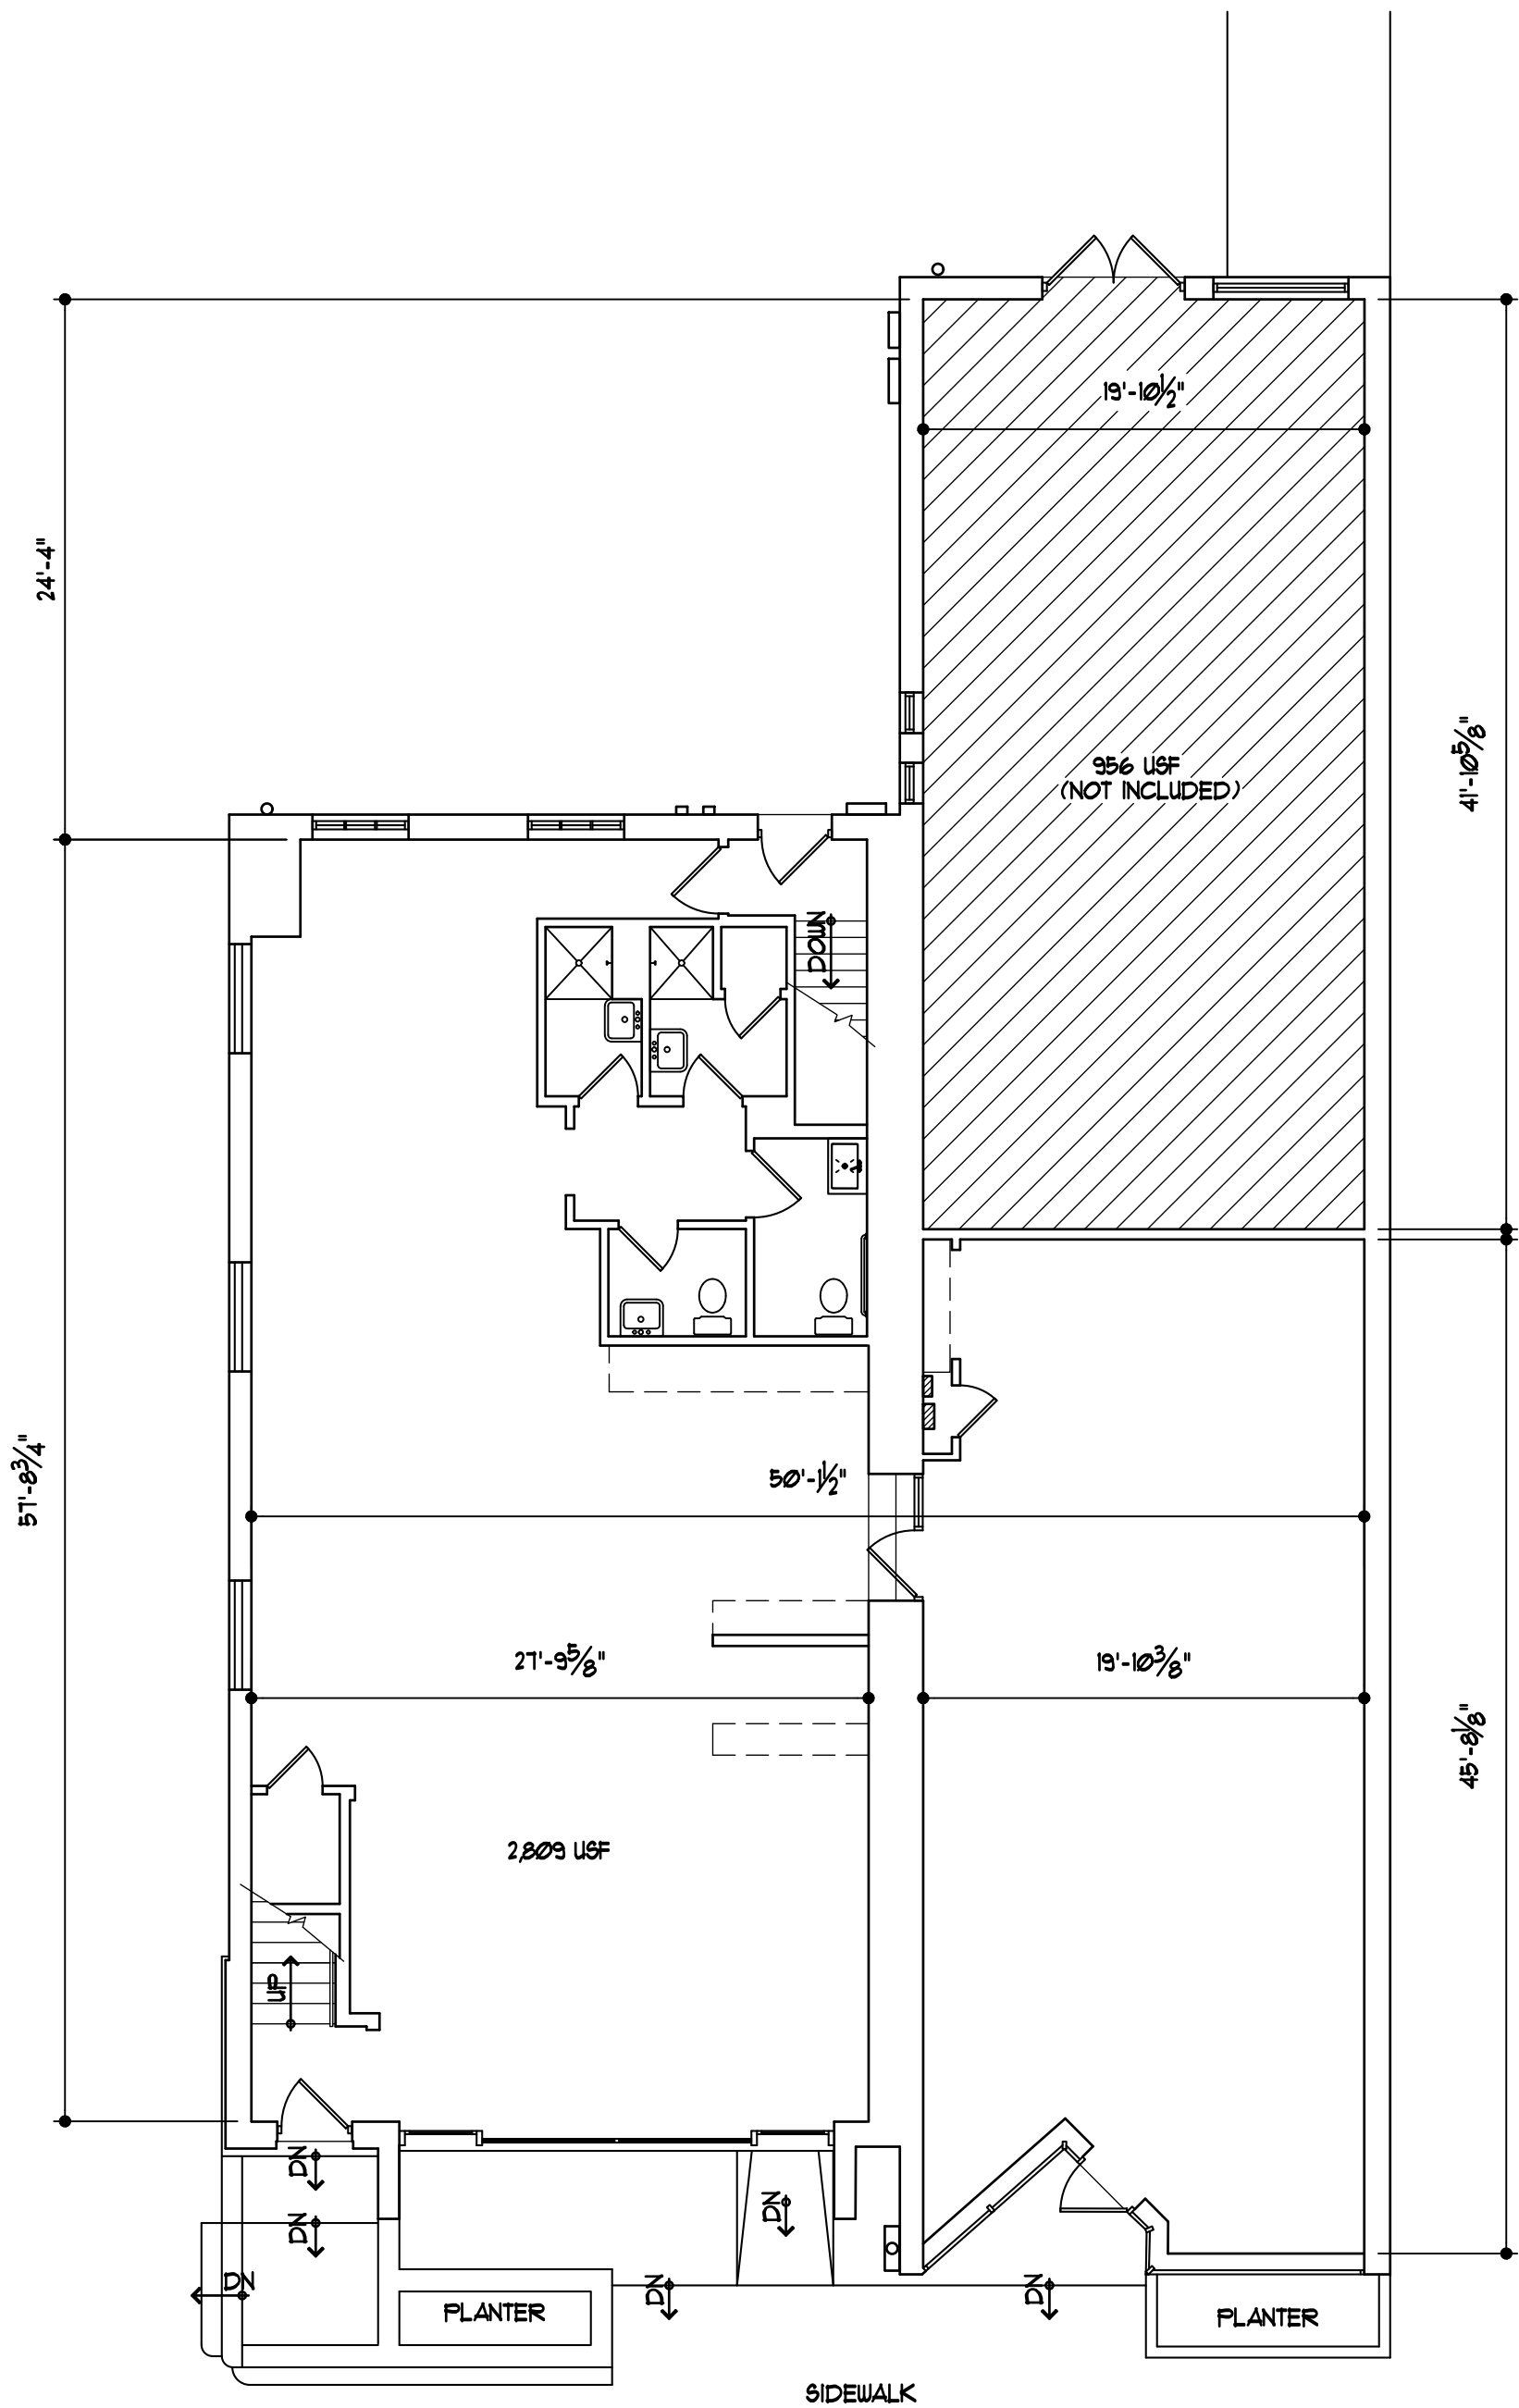 19'-10½"
24'-4"
41'-10⅝"
956 USF
(NOT INCLUDED)
DOWN
57'-8¾"
50'-1½"
27'-9⅝"
19'-10⅜"
45'-8⅛"
2,809 USF
UP
DN
DN
DN
DN
DN
DN
PLANTER
PLANTER
SIDEWALK